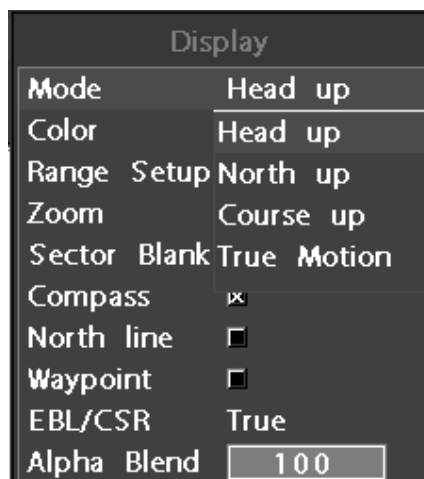 Display
Mode Head up
Color Head up
Range Setup North up
Zoom Course up
Sector Blank True Motion
Compass
North line
Waypoint
EBL/CSR True
Alpha Blend 100